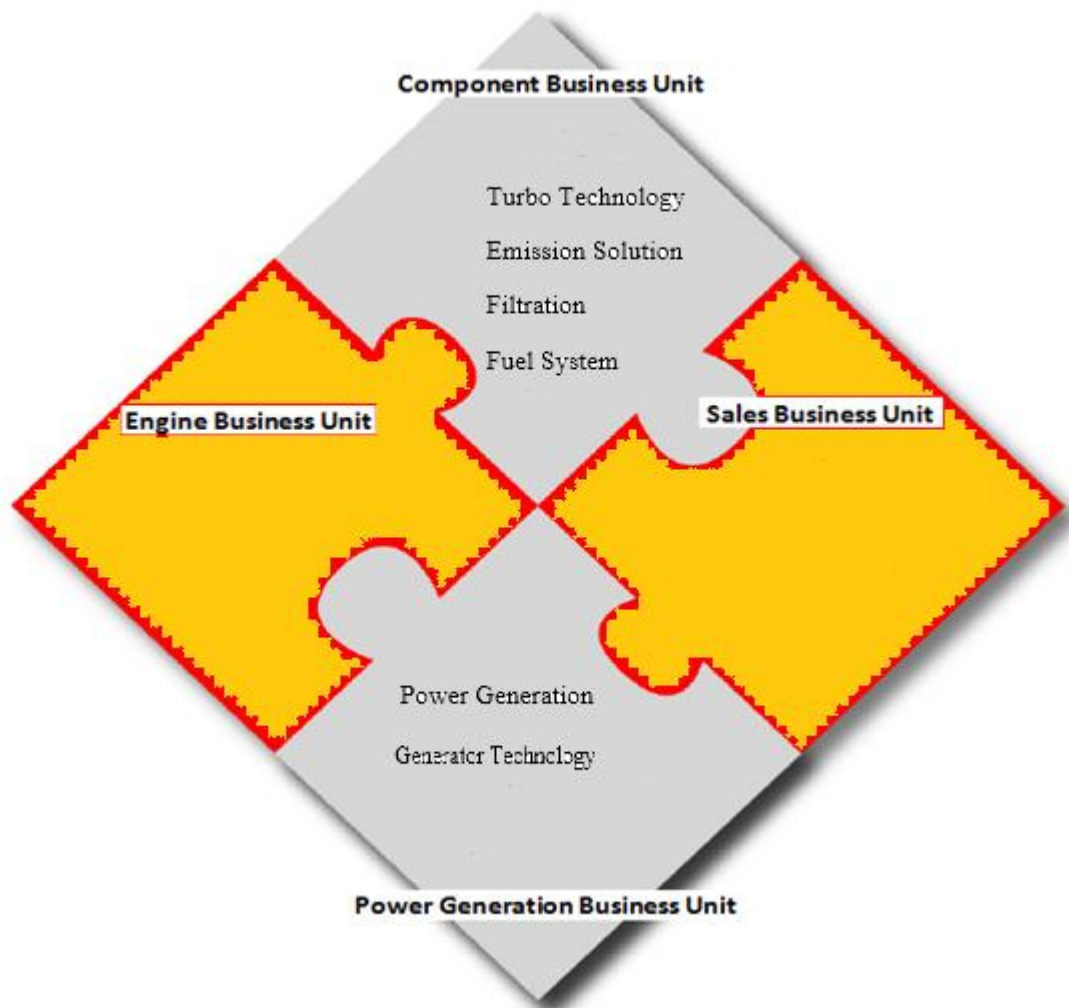 Component Business Unit
Turbo Technology
Emission Solution
Filtration
Fuel System
Engine Business Unit
Sales Business Unit
Power Generation
Generator Technology
Power Generation Business Unit